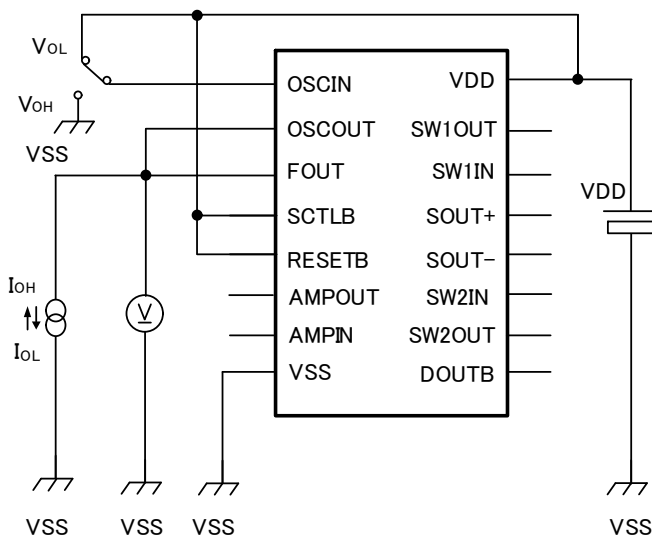 VOL
VOH
VSS
OSCIN
OSCOUT
FOUT
SCTLB
RESETB
AMPOUT
AMPIN
VSS
VDD
SW1OUT
SW1IN
SOUT+
SOUT-
SW2IN
SW2OUT
DOUTB
VDD
IOH
IOL
V
VSS
VSS
VSS
VSS